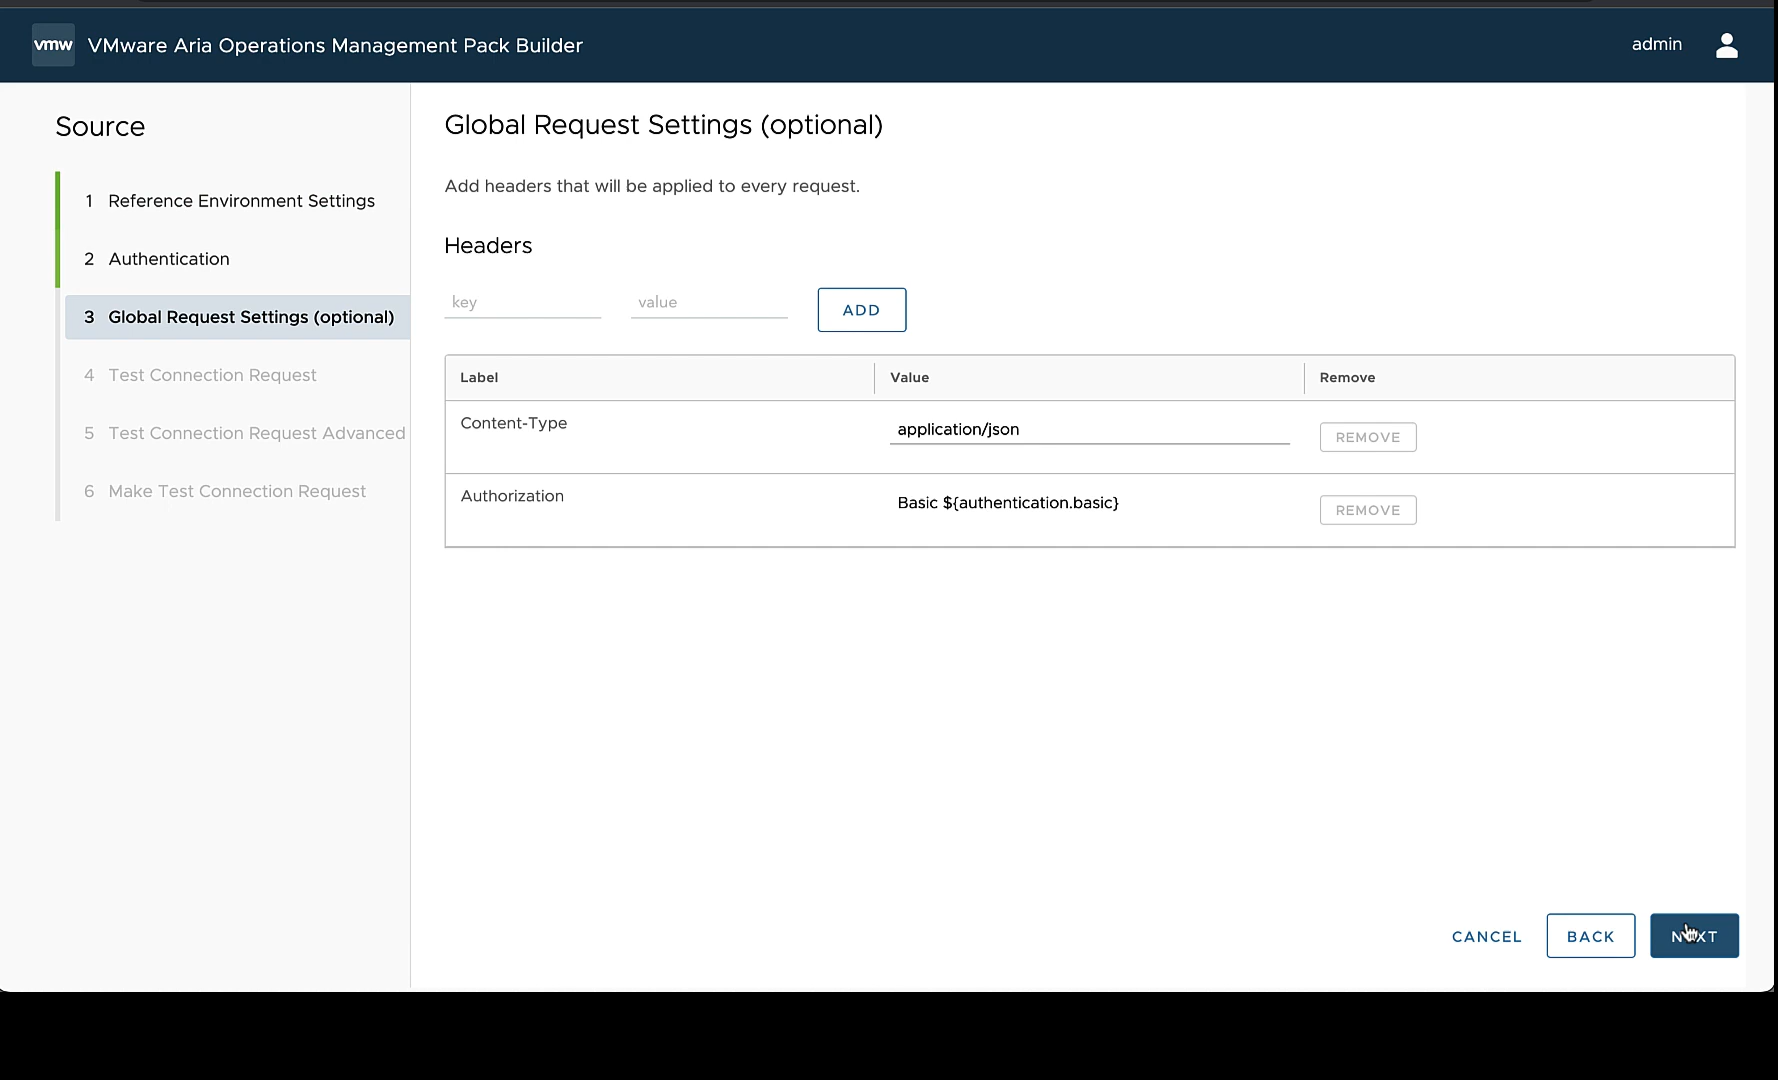 vmw VMware Aria Operations Management Pack Builder
admin
Source
1 Reference Environment Settings
2 Authentication
3 Global Request Settings (optional)
4 Test Connection Request
5 Test Connection Request Advanced
6 Make Test Connection Request
Global Request Settings (optional)
Add headers that will be applied to every request.
Headers
key value ADD
Label Value Remove
Content-Type application/json REMOVE
Authorization Basic ${authentication.basic} REMOVE
CANCEL BACK NEXT